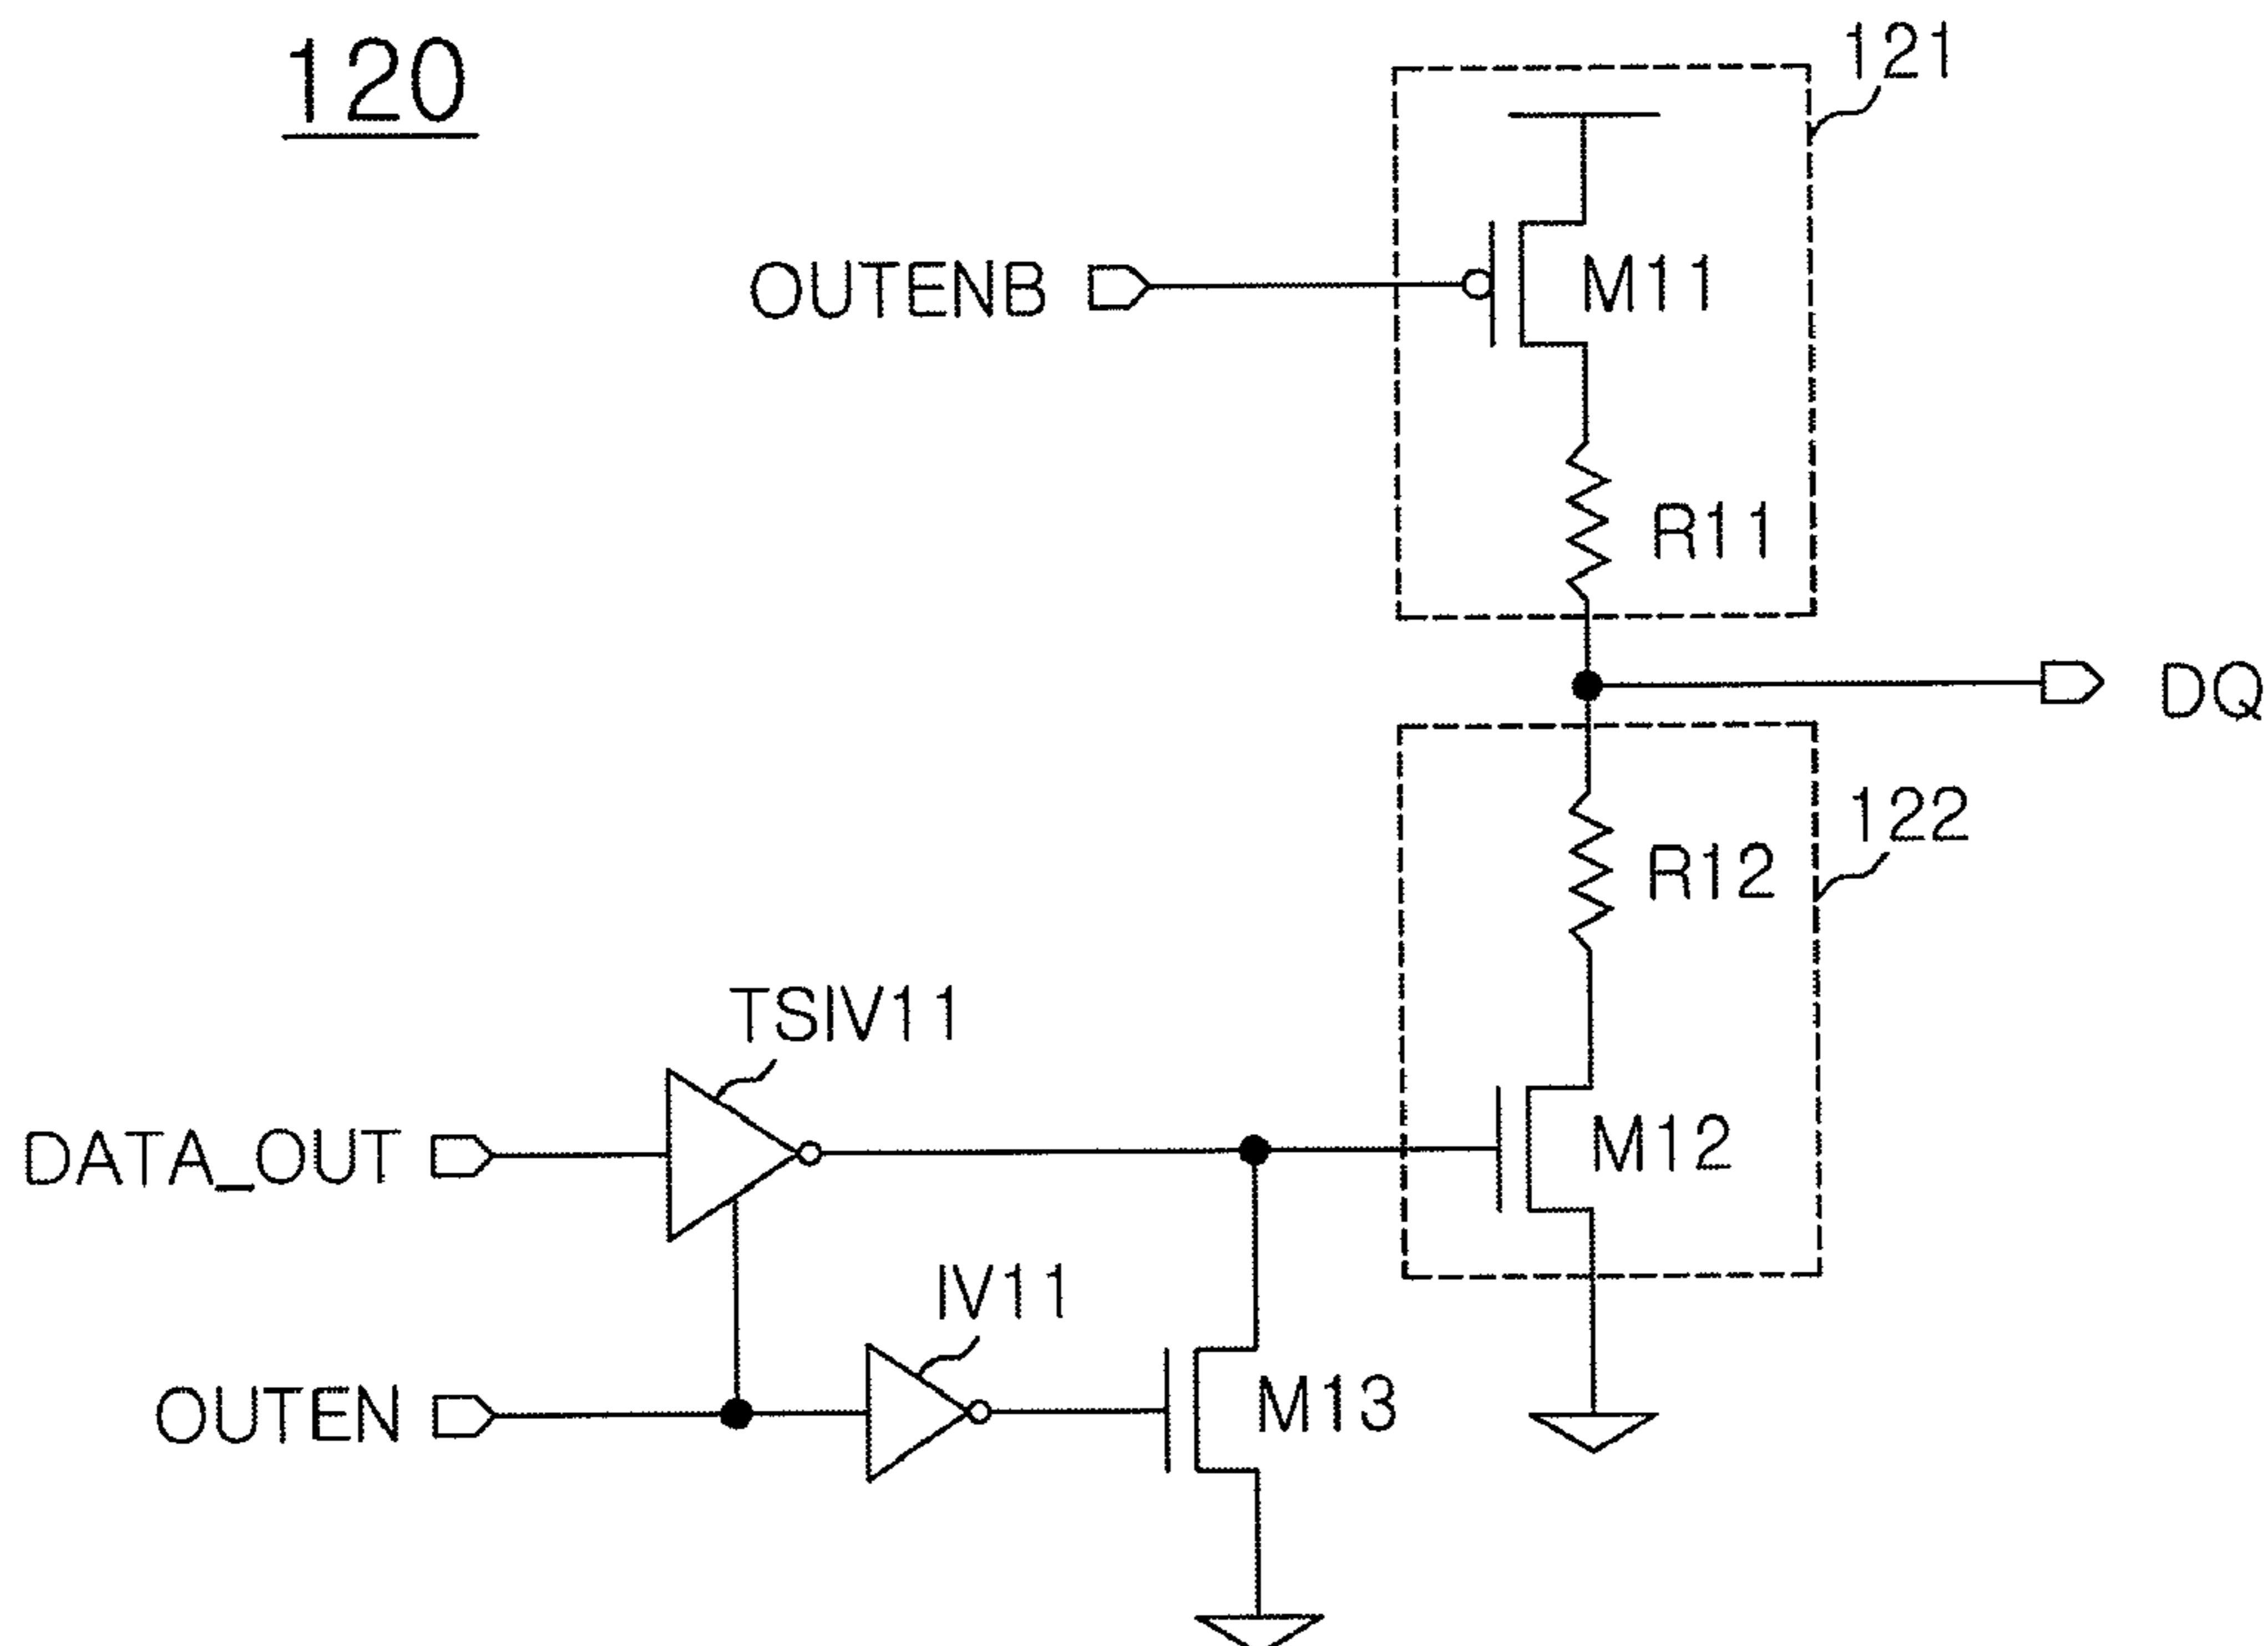 120
121
OUTENB
M11
R11
DQ
122
R12
TSIV11
DATA_OUT
M12
IV11
OUTEN
M13